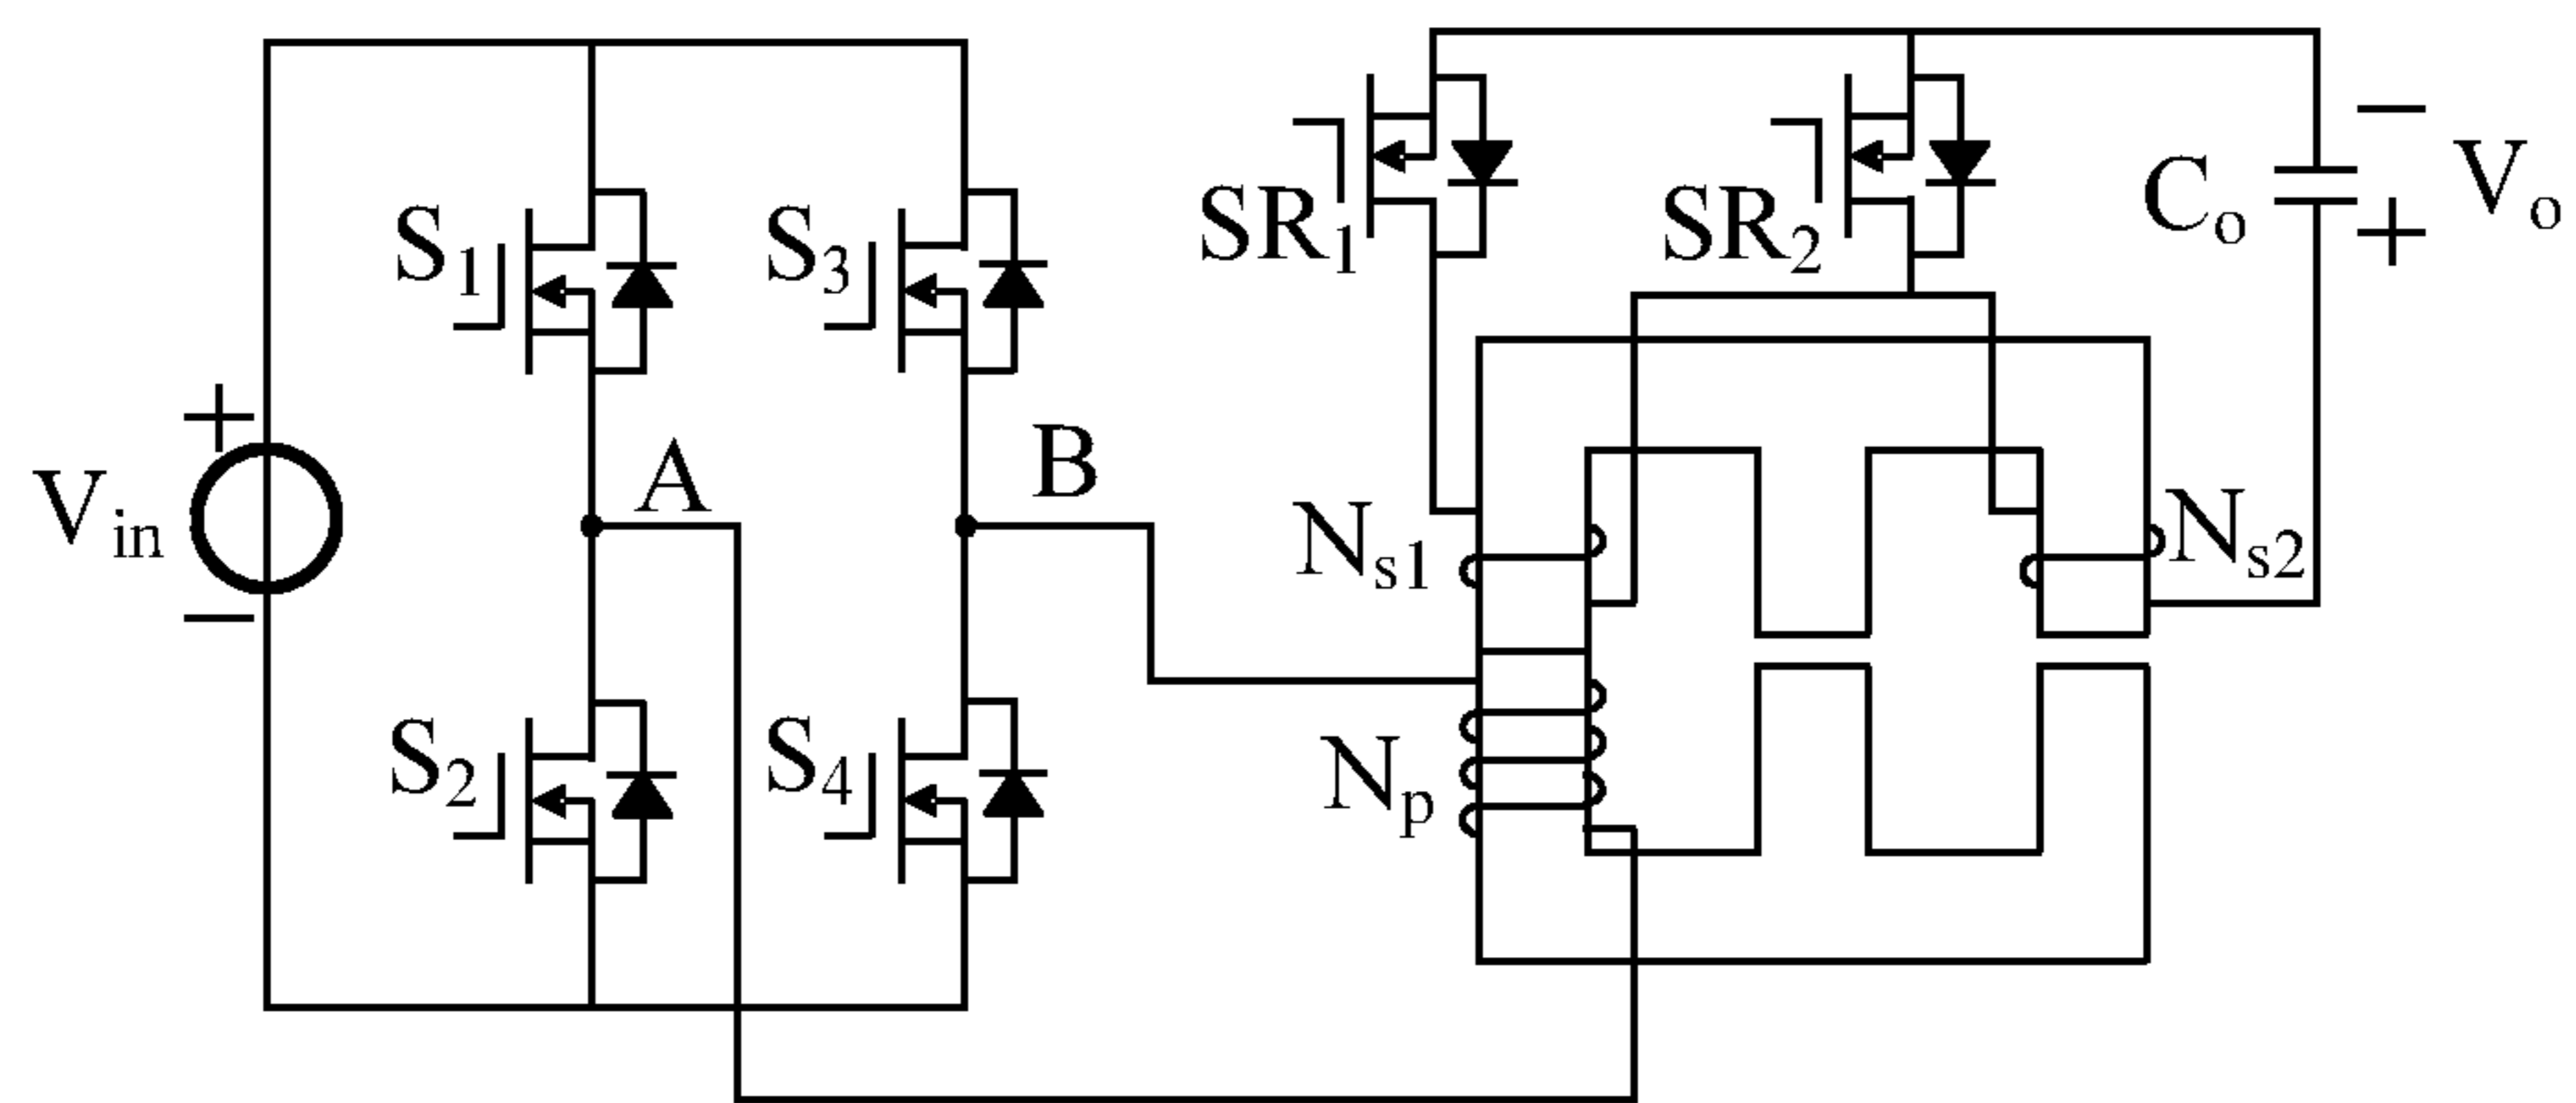 S₁
S₃
SR₁
SR₂
Cₒ
−
Vₒ
+
+
Vᵢₙ
−
A
B
Nₛ₁
Nₛ₂
S₂
S₄
Nₚ